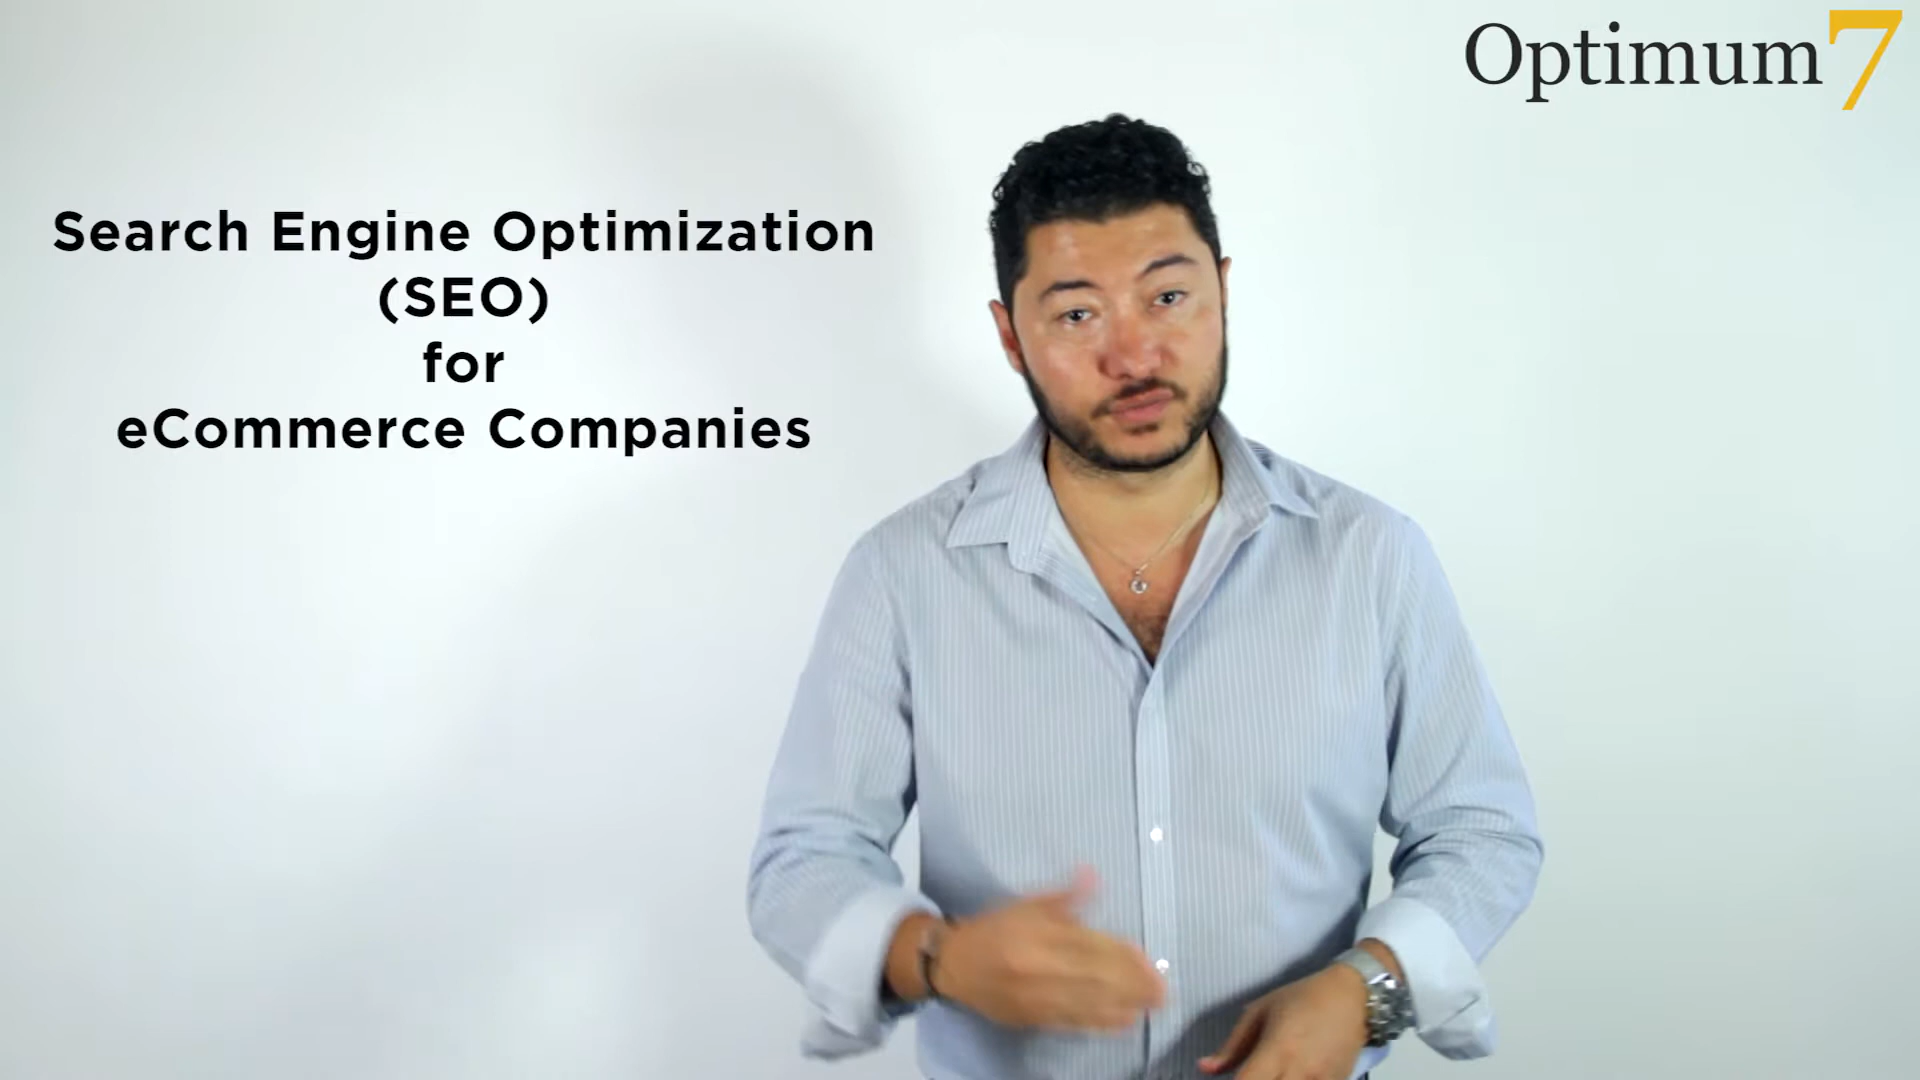 Optimum7
Search Engine Optimization
(SEO)
for
eCommerce Companies